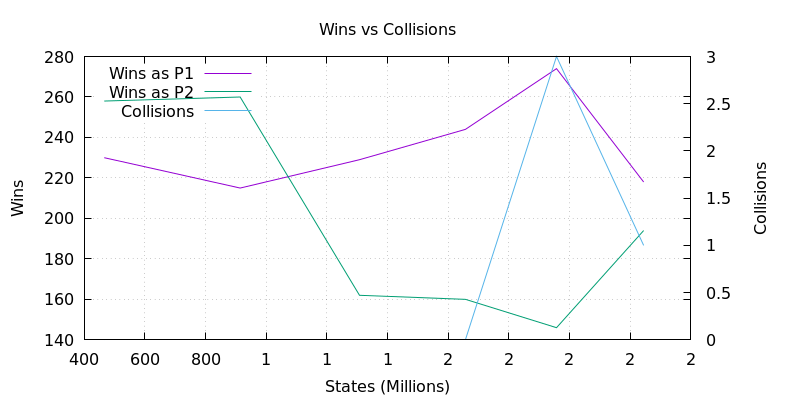 Wins vs Collisions
Wins as P1
Wins as P2
Collisions
280
260
240
220
200
180
160
140
Wins
3
2.5
2
1.5
1
0.5
0
Collisions
400 600 800 1 1 1 2 2 2 2 2
States (Millions)